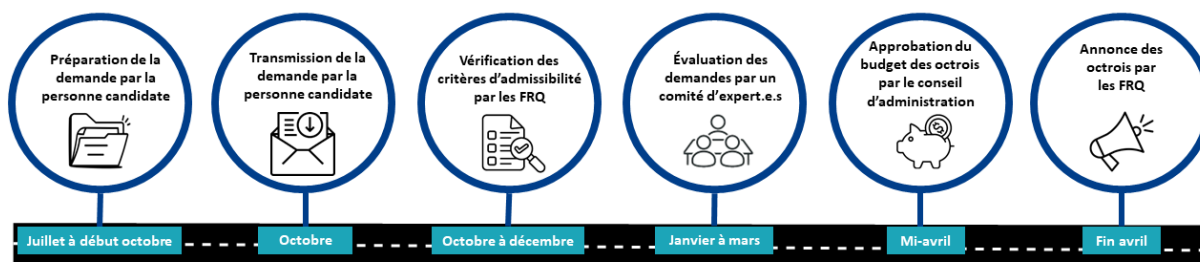 Préparation de la
demande par la
personne candidate
Juillet à début octobre
Transmission de la
demande par la
personne candidate
Octobre
Vérification des
critères d'admissibilité
par les FRQ
Octobre à décembre
Évaluation des
demandes par un
comité d'expert.e.s
Janvier à mars
Approbation du
budget des octrois
par le conseil
d'administration
Mi-avril
Annonce des
octrois par
les FRQ
Fin avril